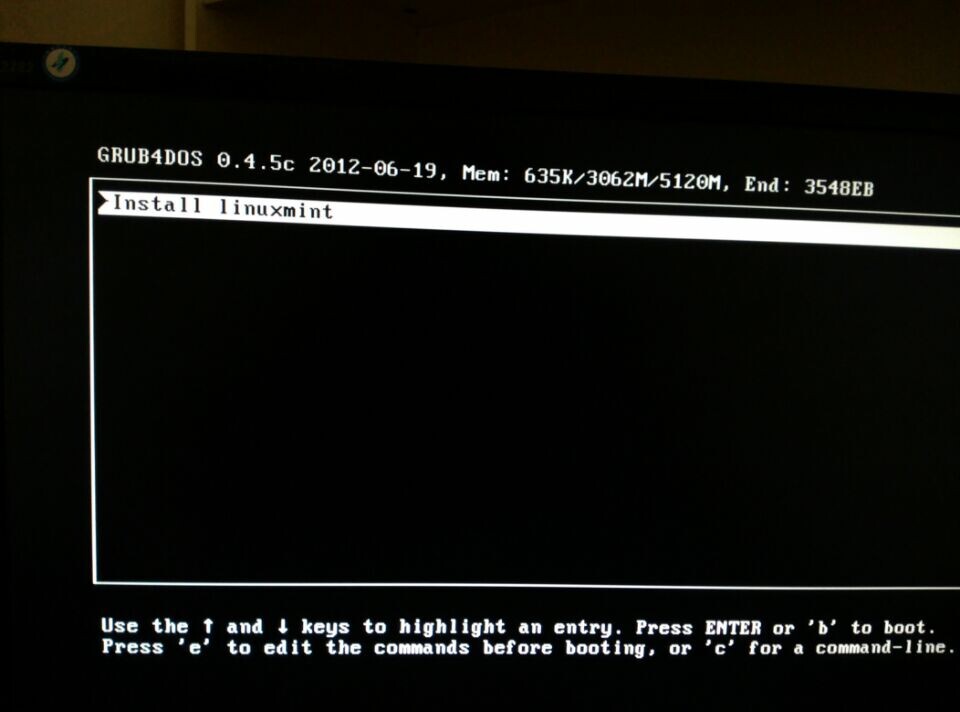 GRUB4DOS 0.4.5c 2012-06-19, Mem: 635K/3062M/5120M, End: 3548EB
Install linuxmint
Use the ↑ and ↓ keys to highlight an entry. Press ENTER or 'b' to boot.
Press 'e' to edit the commands before booting, or 'c' for a command-line.